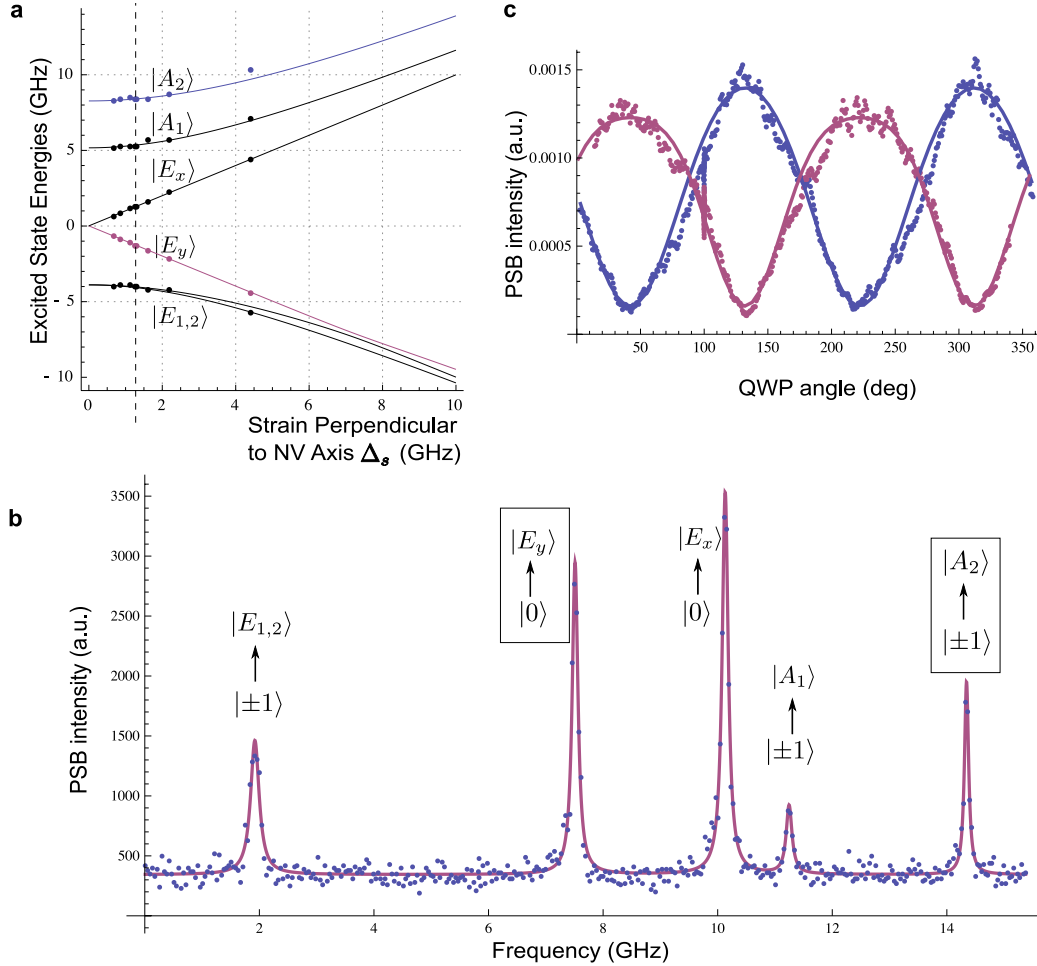 a
Excited State Energies (GHz)
10
5
0
- 5
- 10
|A₂⟩
|A₁⟩
|Eₓ⟩
|E_y⟩
|E₁,₂⟩
0
2
4
6
8
10
Strain Perpendicular
to NV Axis Δₛ (GHz)
c
PSB intensity (a.u.)
0.0015
0.0010
0.0005
50
100
150
200
250
300
350
QWP angle (deg)
b
PSB intensity (a.u.)
3500
3000
2500
2000
1500
1000
500
|E₁,₂⟩
|±1⟩
|E_y⟩
|0⟩
|Eₓ⟩
|0⟩
|A₁⟩
|±1⟩
|A₂⟩
|±1⟩
2
4
6
8
10
12
14
Frequency (GHz)